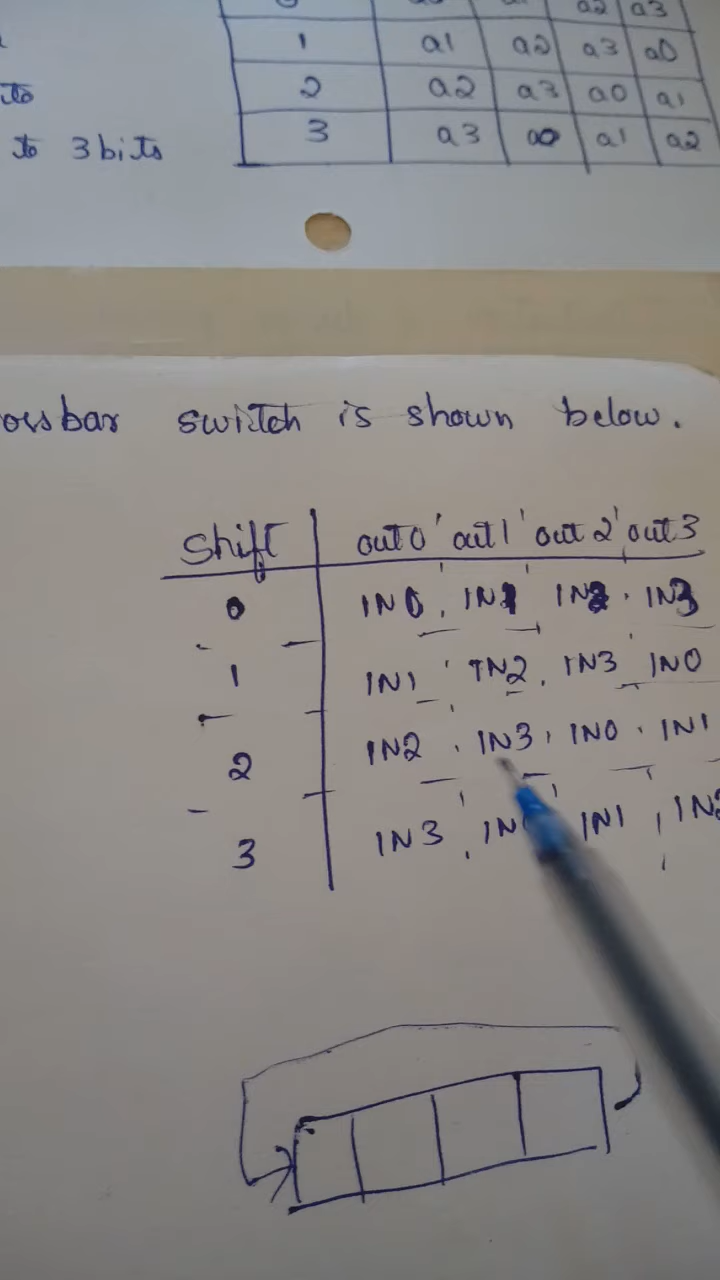 a2 a3
1 a1 a2 a3 a0
2 a2 a3 a0 a1
3 a3 a0 a1 a2
to 3 bits
switch is shown below.
Shift out0 out1 out2 out3
0 IN0 IN1 IN2 IN3
1 IN1 IN2 IN3 IN0
2 IN2 IN3 IN0 IN1
3 IN3 IN1